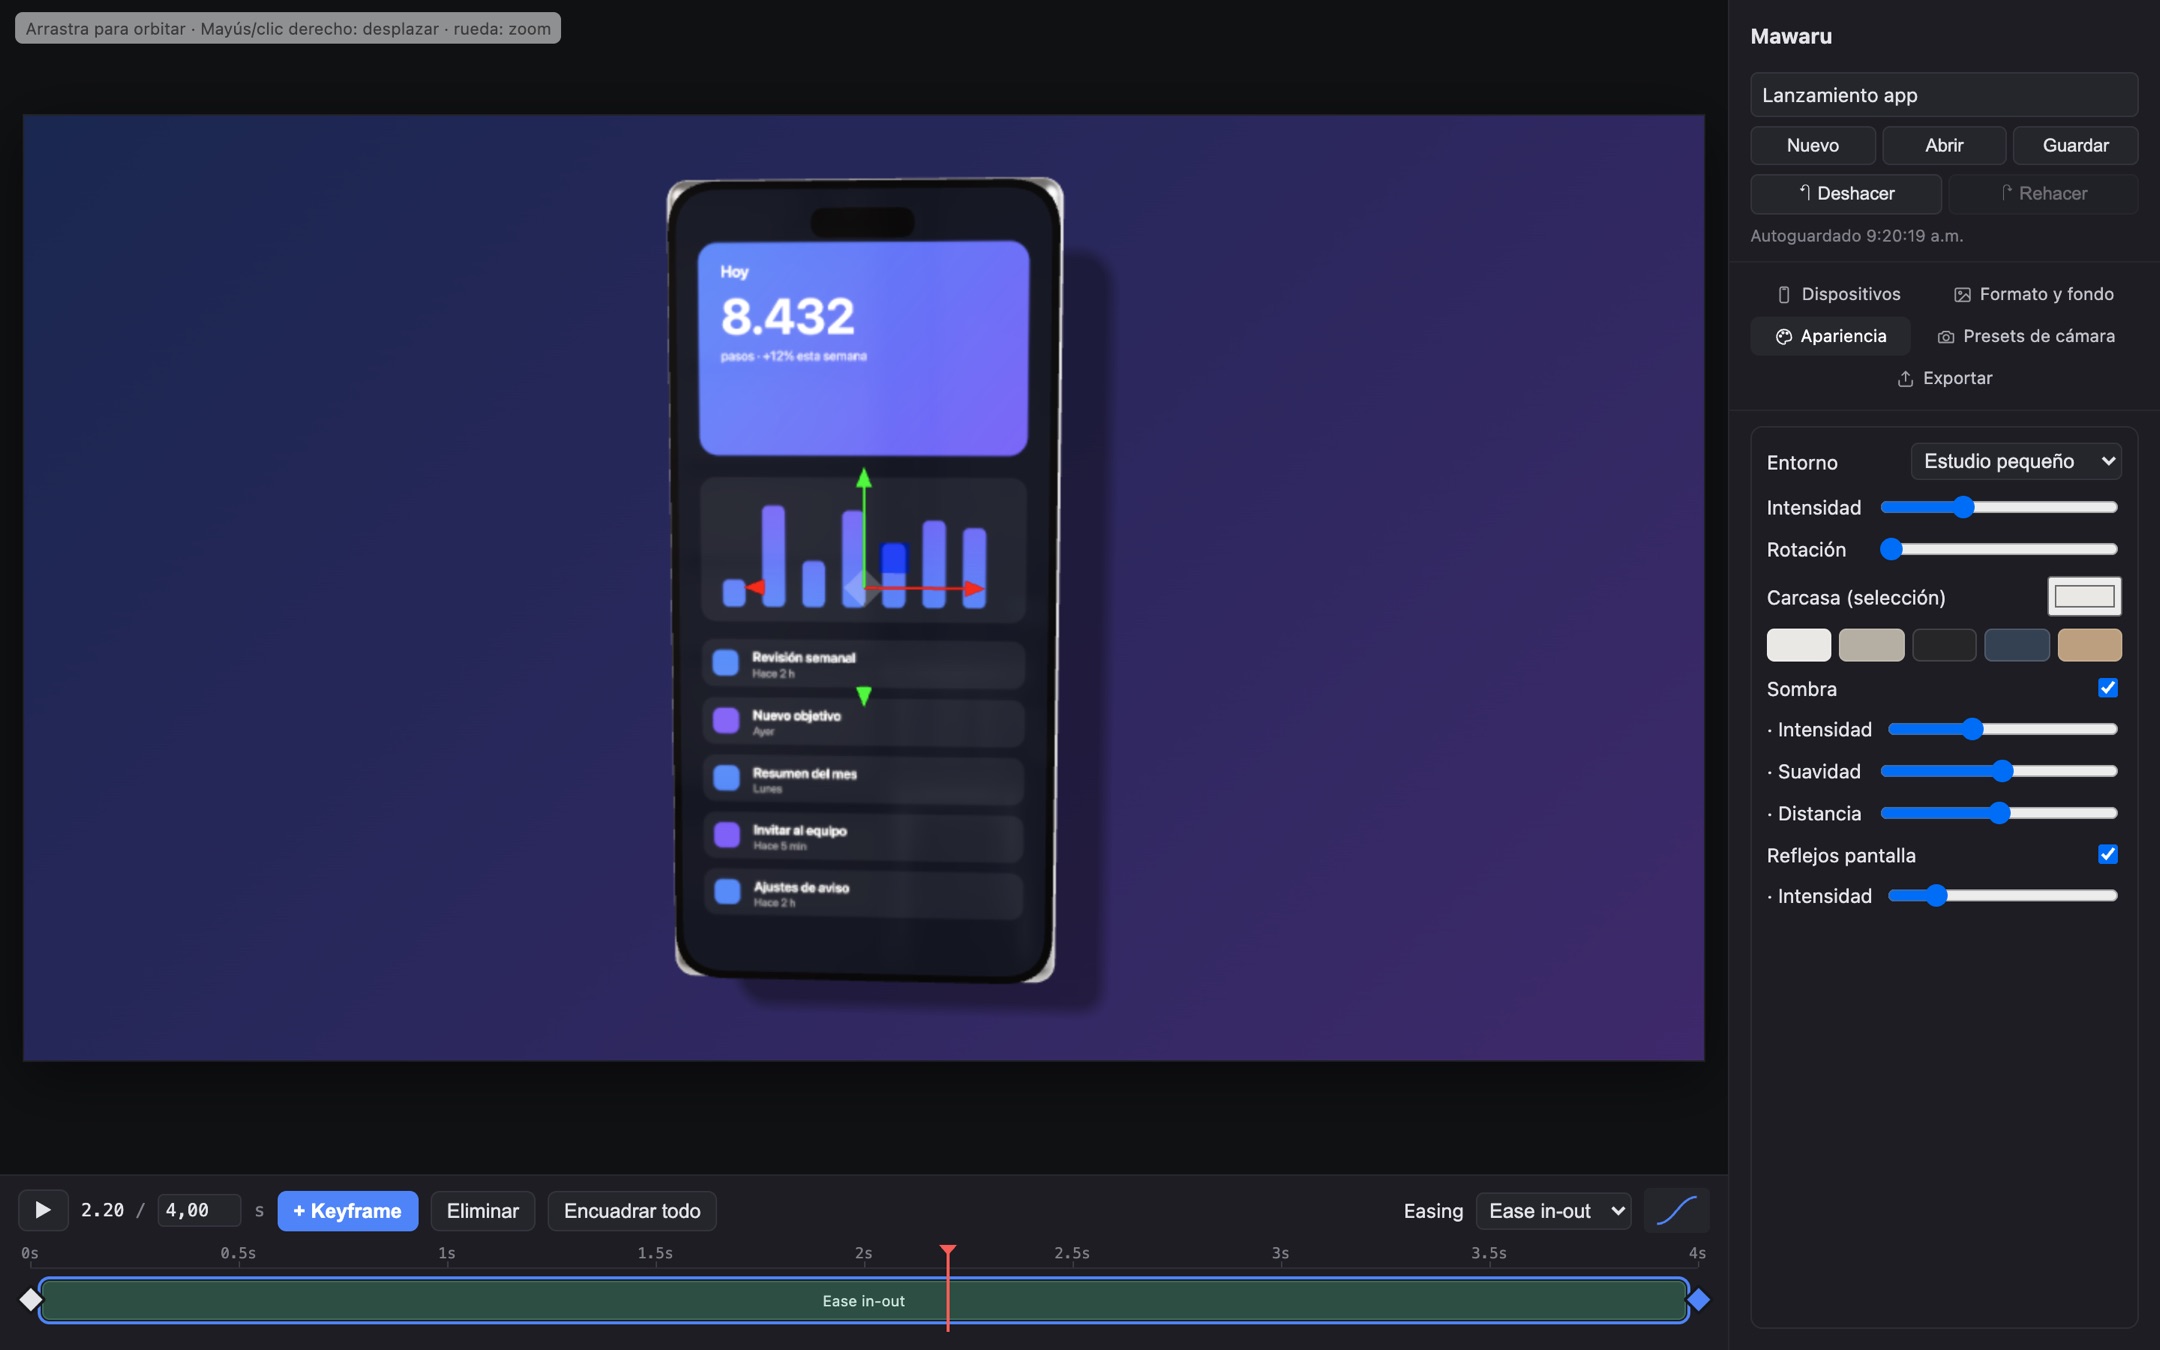 Arrastra para orbitar · Mayús/clic derecho: desplazar · rueda: zoom
Hoy
8.432
pasos · +12% esta semana
Revisión semanal
Hace 2 h
Nuevo objetivo
Ayer
Resumen del mes
Lunes
Invitar al equipo
Hace 5 min
Ajustes de aviso
Hace 2 h
Mawaru
Lanzamiento app
Nuevo Abrir Guardar
Deshacer Rehacer
Autoguardado 9:20:19 a.m.
Dispositivos Formato y fondo
Apariencia Presets de cámara
Exportar
Entorno Estudio pequeño
Intensidad
Rotación
Carcasa (selección)
Sombra
· Intensidad
· Suavidad
· Distancia
Reflejos pantalla
· Intensidad
2.20 / 4,00 s + Keyframe Eliminar Encuadrar todo Easing Ease in-out
0s 0.5s 1s 1.5s 2s 2.5s 3s 3.5s 4s
Ease in-out